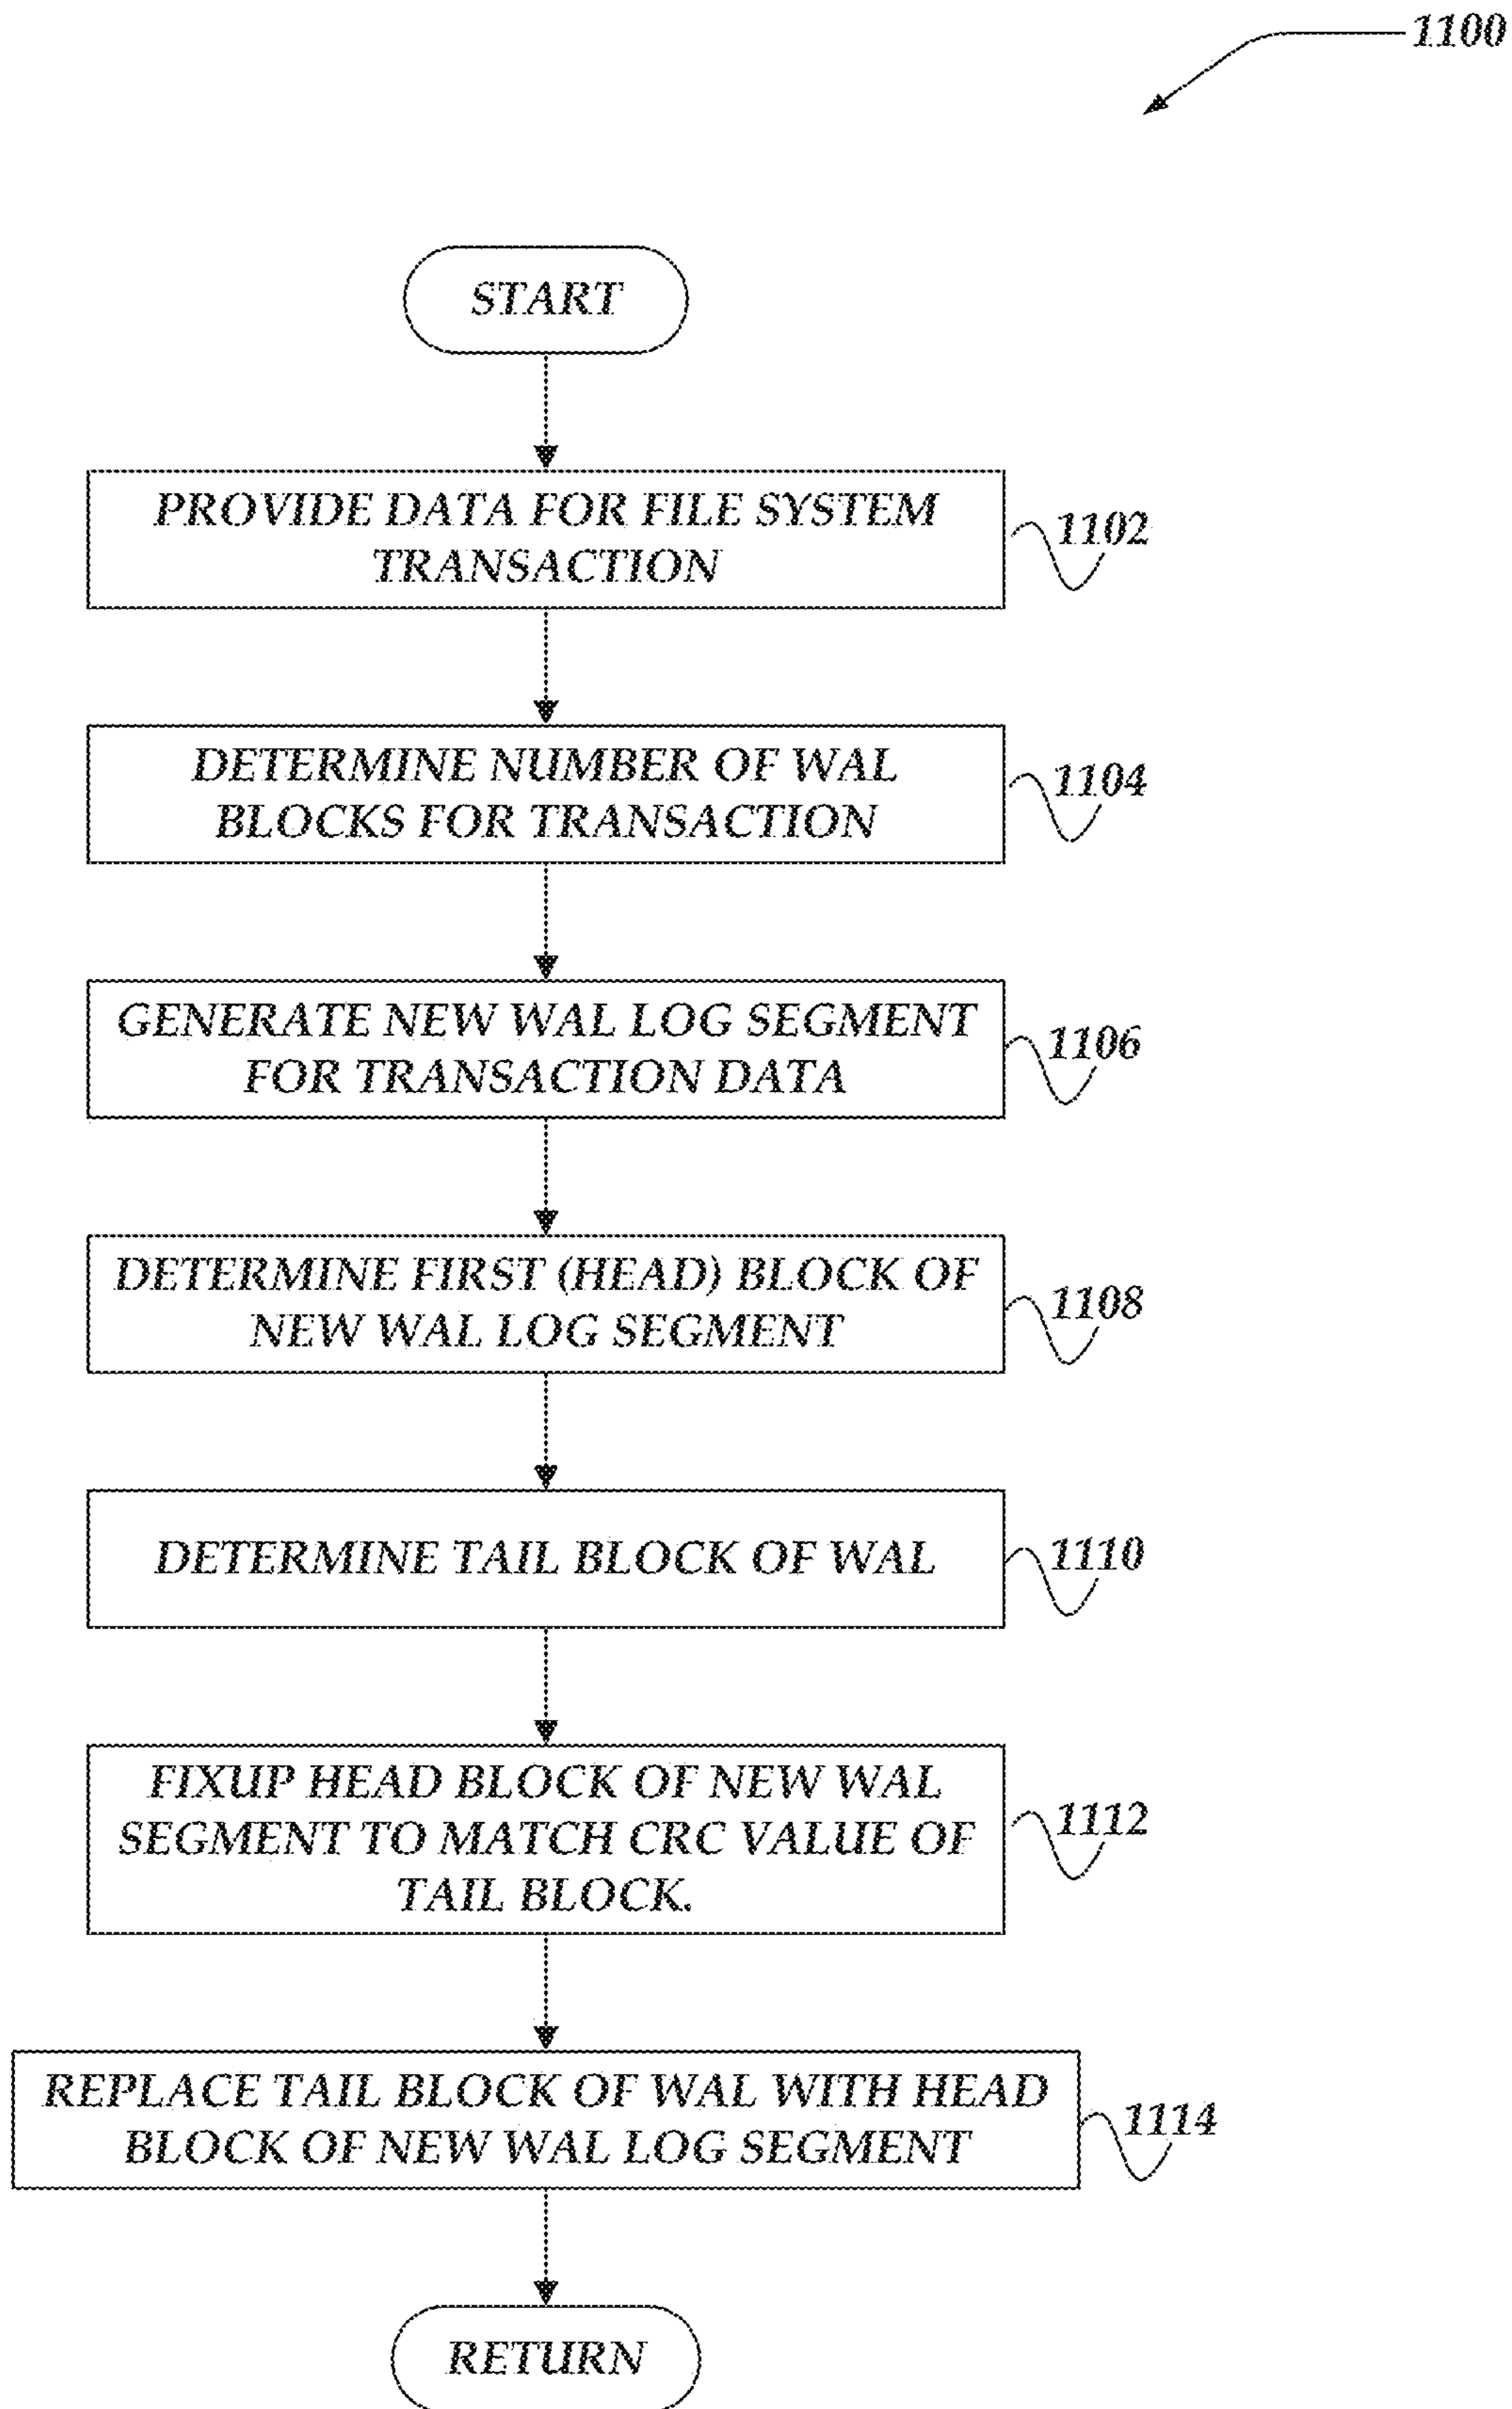 1100
START
PROVIDE DATA FOR FILE SYSTEM
TRANSACTION
1102
DETERMINE NUMBER OF WAL
BLOCKS FOR TRANSACTION
1104
GENERATE NEW WAL LOG SEGMENT
FOR TRANSACTION DATA
1106
DETERMINE FIRST (HEAD) BLOCK OF
NEW WAL LOG SEGMENT
1108
DETERMINE TAIL BLOCK OF WAL
1110
FIXUP HEAD BLOCK OF NEW WAL
SEGMENT TO MATCH CRC VALUE OF
TAIL BLOCK.
1112
REPLACE TAIL BLOCK OF WAL WITH HEAD
BLOCK OF NEW WAL LOG SEGMENT
1114
RETURN